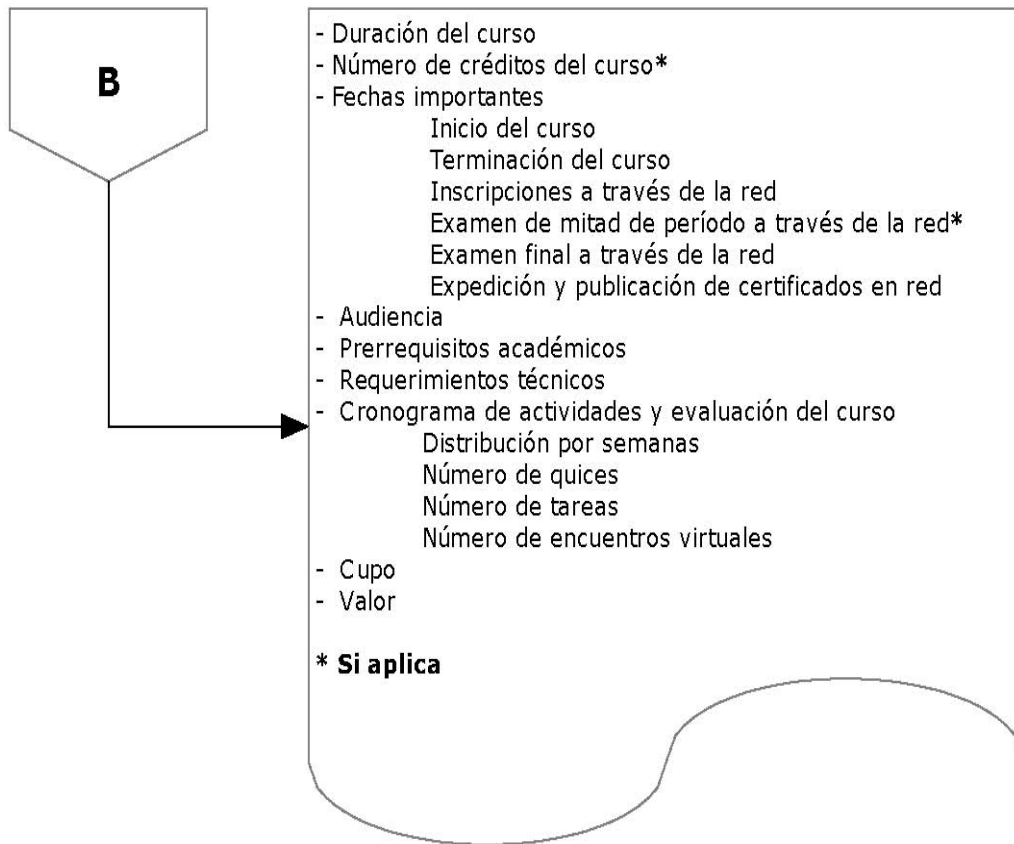 B
- Duración del curso
- Número de créditos del curso*
- Fechas importantes
Inicio del curso
Terminación del curso
Inscripciones a través de la red
Examen de mitad de período a través de la red*
Examen final a través de la red
Expedición y publicación de certificados en red
- Audiencia
- Prerrequisitos académicos
- Requerimientos técnicos
- Cronograma de actividades y evaluación del curso
Distribución por semanas
Número de quices
Número de tareas
Número de encuentros virtuales
- Cupo
- Valor
* Si aplica